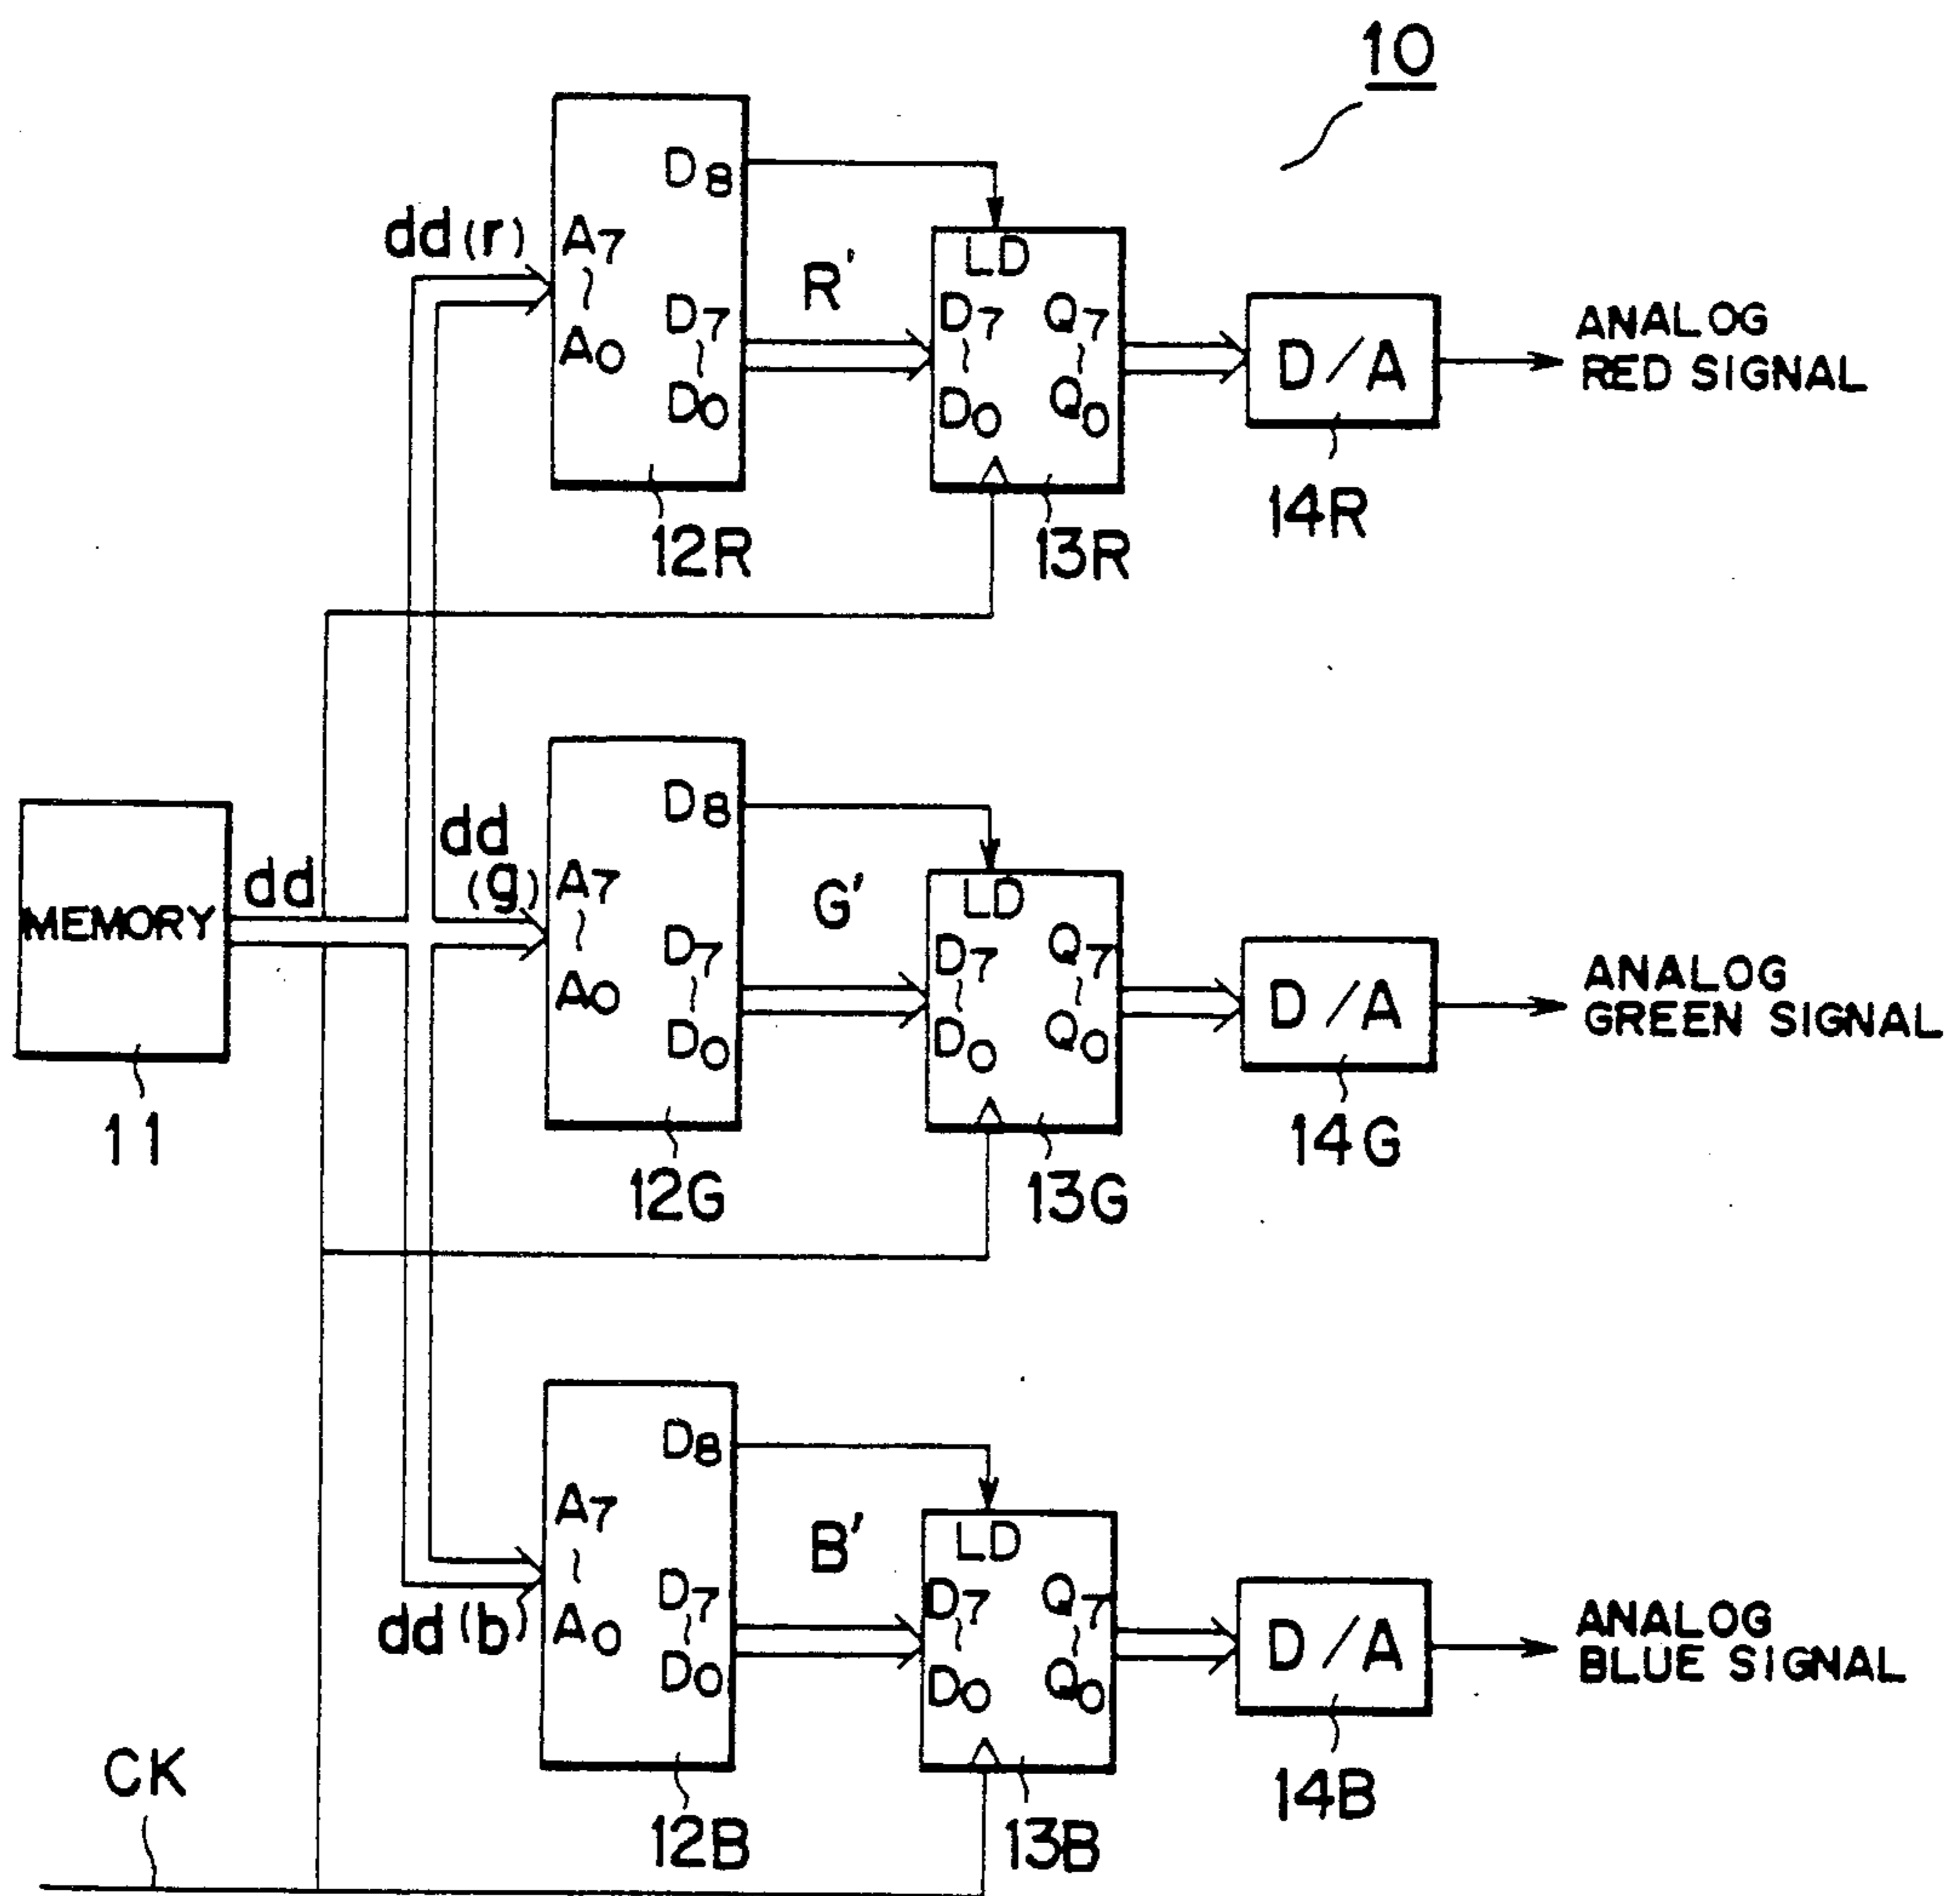 10
D8
dd(r)
A7
~
A0
D7
~
D0
R'
LD
D7
~
D0
Q7
~
Q0
D/A
ANALOG
RED SIGNAL
12R
13R
14R
MEMORY
11
dd
dd
(g)
D8
A7
~
A0
D7
~
D0
G'
LD
D7
~
D0
Q7
~
Q0
D/A
ANALOG
GREEN SIGNAL
12G
13G
14G
D8
A7
~
A0
dd(b)
D7
~
D0
B'
LD
D7
~
D0
Q7
~
Q0
D/A
ANALOG
BLUE SIGNAL
12B
13B
14B
CK